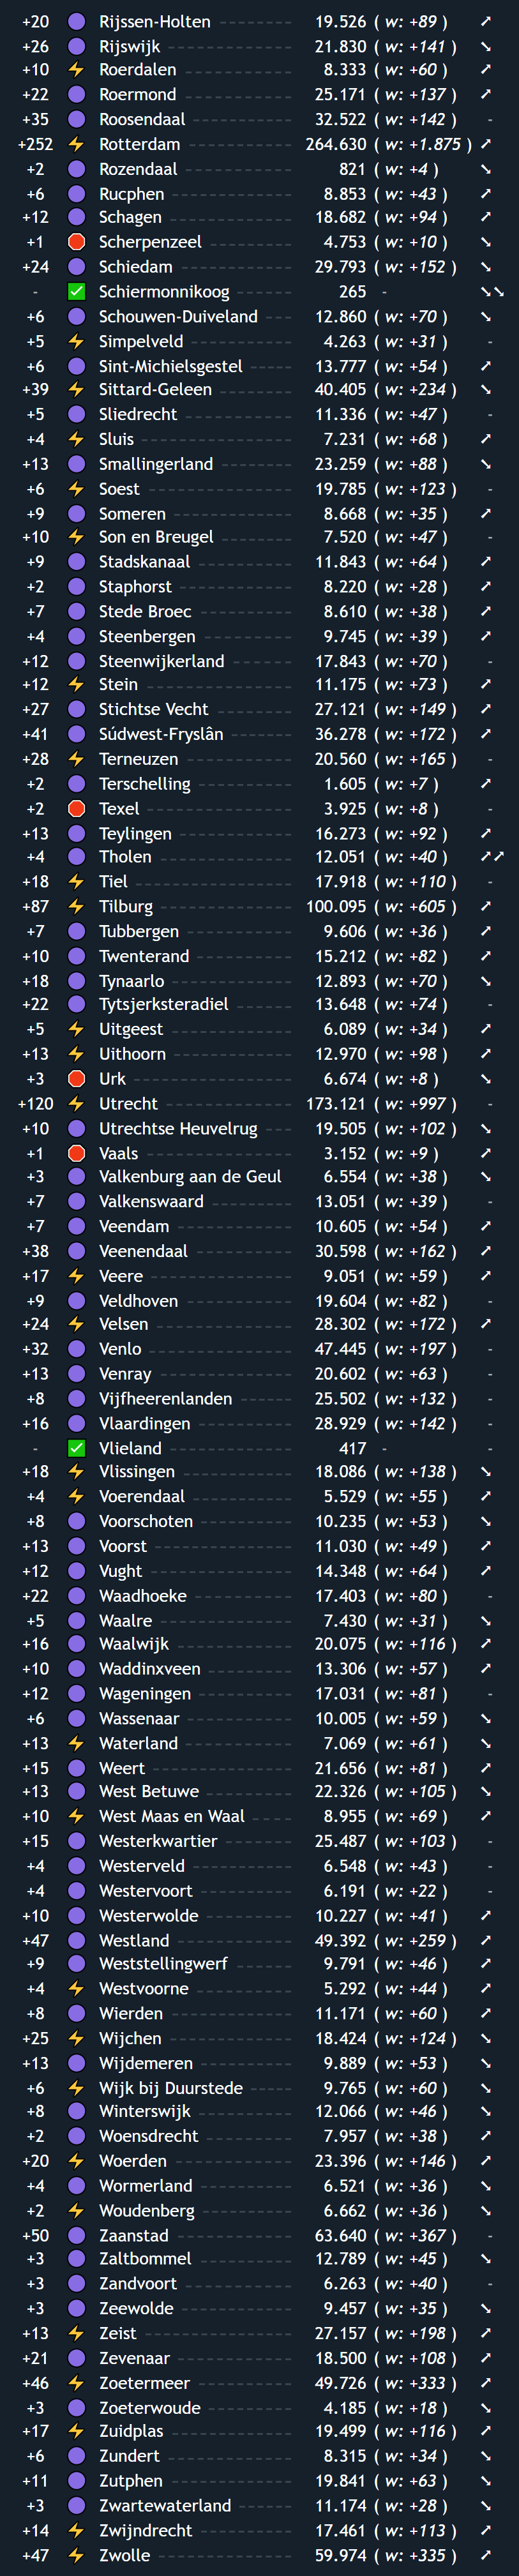 +20 Rijssen-Holten 19.526 ( w: +89 ) ➚
+26 Rijswijk 21.830 ( w: +141 ) ➘
+10 Roerdalen 8.333 ( w: +60 ) ➚
+22 Roermond 25.171 ( w: +137 ) ➚
+35 Roosendaal 32.522 ( w: +142 ) -
+252 Rotterdam 264.630 ( w: +1.875 ) ➚
+2 Rozendaal 821 ( w: +4 ) ➘
+6 Rucphen 8.853 ( w: +43 ) ➚
+12 Schagen 18.682 ( w: +94 ) ➚
+1 Scherpenzeel 4.753 ( w: +10 ) ➘
+24 Schiedam 29.793 ( w: +152 ) ➘
- Schiermonnikoog 265 - ➘➘
+6 Schouwen-Duiveland 12.860 ( w: +70 ) ➘
+5 Simpelveld 4.263 ( w: +31 ) -
+6 Sint-Michielsgestel 13.777 ( w: +54 ) ➚
+39 Sittard-Geleen 40.405 ( w: +234 ) ➘
+5 Sliedrecht 11.336 ( w: +47 ) -
+4 Sluis 7.231 ( w: +68 ) ➚
+13 Smallingerland 23.259 ( w: +88 ) ➘
+6 Soest 19.785 ( w: +123 ) -
+9 Someren 8.668 ( w: +35 ) ➚
+10 Son en Breugel 7.520 ( w: +47 ) -
+9 Stadskanaal 11.843 ( w: +64 ) ➚
+2 Staphorst 8.220 ( w: +28 ) ➚
+7 Stede Broec 8.610 ( w: +38 ) ➚
+4 Steenbergen 9.745 ( w: +39 ) ➚
+12 Steenwijkerland 17.843 ( w: +70 ) -
+12 Stein 11.175 ( w: +73 ) ➚
+27 Stichtse Vecht 27.121 ( w: +149 ) ➚
+41 Súdwest-Fryslân 36.278 ( w: +172 ) ➚
+28 Terneuzen 20.560 ( w: +165 ) -
+2 Terschelling 1.605 ( w: +7 ) ➚
+2 Texel 3.925 ( w: +8 ) -
+13 Teylingen 16.273 ( w: +92 ) ➚
+4 Tholen 12.051 ( w: +40 ) ➚➚
+18 Tiel 17.918 ( w: +110 ) -
+87 Tilburg 100.095 ( w: +605 ) ➚
+7 Tubbergen 9.606 ( w: +36 ) ➚
+10 Twenterand 15.212 ( w: +82 ) ➚
+18 Tynaarlo 12.893 ( w: +70 ) ➘
+22 Tytsjerksteradiel 13.648 ( w: +74 ) -
+5 Uitgeest 6.089 ( w: +34 ) ➚
+13 Uithoorn 12.970 ( w: +98 ) ➚
+3 Urk 6.674 ( w: +8 ) ➘
+120 Utrecht 173.121 ( w: +997 ) -
+10 Utrechtse Heuvelrug 19.505 ( w: +102 ) ➘
+1 Vaals 3.152 ( w: +9 ) ➚
+3 Valkenburg aan de Geul 6.554 ( w: +38 ) ➘
+7 Valkenswaard 13.051 ( w: +39 ) -
+7 Veendam 10.605 ( w: +54 ) ➚
+38 Veenendaal 30.598 ( w: +162 ) ➚
+17 Veere 9.051 ( w: +59 ) ➚
+9 Veldhoven 19.604 ( w: +82 ) -
+24 Velsen 28.302 ( w: +172 ) ➚
+32 Venlo 47.445 ( w: +197 ) -
+13 Venray 20.602 ( w: +63 ) -
+8 Vijfheerenlanden 25.502 ( w: +132 ) -
+16 Vlaardingen 28.929 ( w: +142 ) -
- Vlieland 417 - -
+18 Vlissingen 18.086 ( w: +138 ) ➘
+4 Voerendaal 5.529 ( w: +55 ) ➚
+8 Voorschoten 10.235 ( w: +53 ) ➘
+13 Voorst 11.030 ( w: +49 ) ➚
+12 Vught 14.348 ( w: +64 ) ➚
+22 Waadhoeke 17.403 ( w: +80 ) -
+5 Waalre 7.430 ( w: +31 ) ➘
+16 Waalwijk 20.075 ( w: +116 ) ➚
+10 Waddinxveen 13.306 ( w: +57 ) ➚
+12 Wageningen 17.031 ( w: +81 ) -
+6 Wassenaar 10.005 ( w: +59 ) ➘
+13 Waterland 7.069 ( w: +61 ) ➘
+15 Weert 21.656 ( w: +81 ) ➚
+13 West Betuwe 22.326 ( w: +105 ) ➘
+10 West Maas en Waal 8.955 ( w: +69 ) ➚
+15 Westerkwartier 25.487 ( w: +103 ) -
+4 Westerveld 6.548 ( w: +43 ) -
+4 Westervoort 6.191 ( w: +22 ) -
+10 Westerwolde 10.227 ( w: +41 ) ➚
+47 Westland 49.392 ( w: +259 ) ➚
+9 Weststellingwerf 9.791 ( w: +46 ) ➚
+4 Westvoorne 5.292 ( w: +44 ) ➚
+8 Wierden 11.171 ( w: +60 ) ➚
+25 Wijchen 18.424 ( w: +124 ) ➘
+13 Wijdemeren 9.889 ( w: +53 ) ➘
+6 Wijk bij Duurstede 9.765 ( w: +60 ) ➘
+8 Winterswijk 12.066 ( w: +46 ) ➘
+2 Woensdrecht 7.957 ( w: +38 ) ➚
+20 Woerden 23.396 ( w: +146 ) ➚
+4 Wormerland 6.521 ( w: +36 ) ➘
+2 Woudenberg 6.662 ( w: +36 ) ➘
+50 Zaanstad 63.640 ( w: +367 ) -
+3 Zaltbommel 12.789 ( w: +45 ) ➘
+3 Zandvoort 6.263 ( w: +40 ) -
+3 Zeewolde 9.457 ( w: +35 ) ➘
+13 Zeist 27.157 ( w: +198 ) ➚
+21 Zevenaar 18.500 ( w: +108 ) ➚
+46 Zoetermeer 49.726 ( w: +333 ) ➚
+3 Zoeterwoude 4.185 ( w: +18 ) ➘
+17 Zuidplas 19.499 ( w: +116 ) ➚
+6 Zundert 8.315 ( w: +34 ) ➘
+11 Zutphen 19.841 ( w: +63 ) ➘
+3 Zwartewaterland 11.174 ( w: +28 ) ➘
+14 Zwijndrecht 17.461 ( w: +113 ) ➚
+47 Zwolle 59.974 ( w: +335 ) ➚